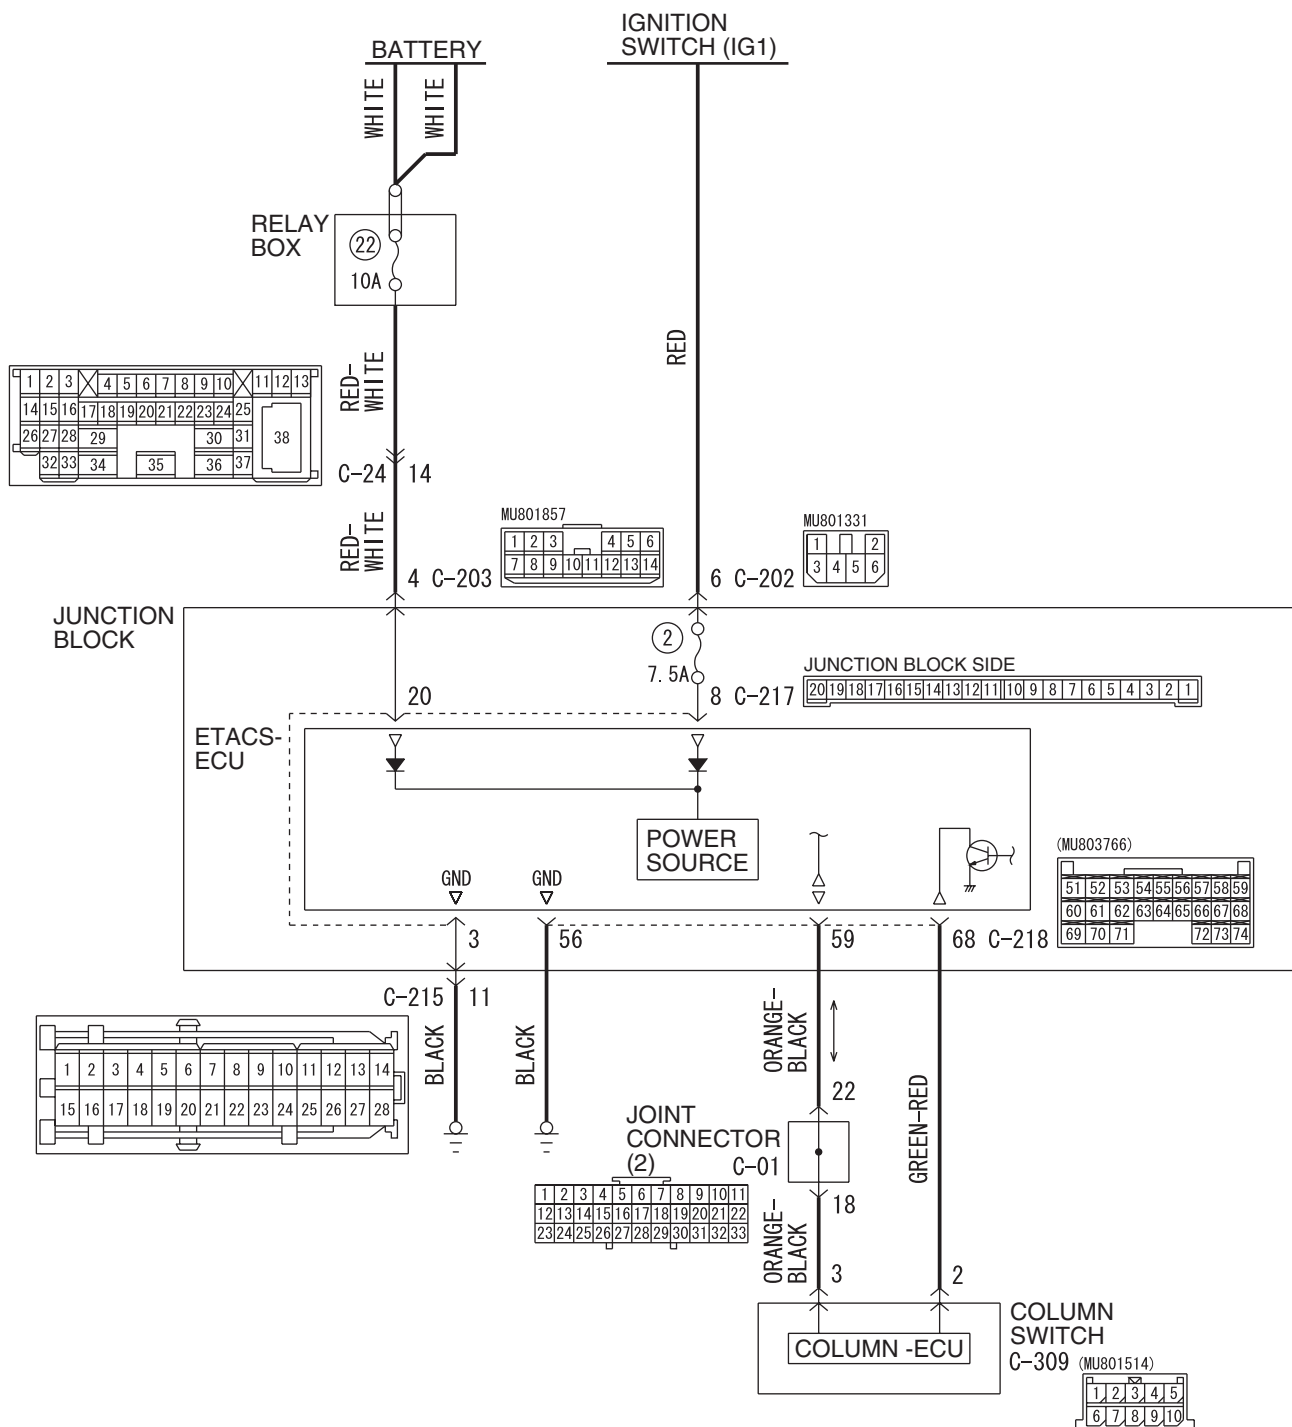 IGNITION
SWITCH (IG1)
BATTERY
WHITE
WHITE
RELAY
BOX
22
10A
RED
RED-
WHITE
1 2 3 4 5 6 7 8 9 10 11 12 13
14 15 16 17 18 19 20 21 22 23 24 25
26 27 28 29 30 31 38
32 33 34 35 36 37
C-24 14
RED-
WHITE
MU801857
1 2 3 4 5 6
7 8 9 10 11 12 13 14
MU801331
1 2
3 4 5 6
4 C-203
6 C-202
JUNCTION
BLOCK
2
7.5A
JUNCTION BLOCK SIDE
20 19 18 17 16 15 14 13 12 11 10 9 8 7 6 5 4 3 2 1
20
8 C-217
ETACS-
ECU
POWER
SOURCE
GND
GND
(MU803766)
51 52 53 54 55 56 57 58 59
60 61 62 63 64 65 66 67 68
69 70 71 72 73 74
3
56
59
68 C-218
C-215 11
BLACK
BLACK
ORANGE-
BLACK
GREEN-RED
1 2 3 4 5 6 7 8 9 10 11 12 13 14
15 16 17 18 19 20 21 22 23 24 25 26 27 28
22
JOINT
CONNECTOR
(2)
C-01
1 2 3 4 5 6 7 8 9 10 11
12 13 14 15 16 17 18 19 20 21 22
23 24 25 26 27 28 29 30 31 32 33
18
ORANGE-
BLACK
3
2
COLUMN -ECU
COLUMN
SWITCH
C-309 (MU801514)
1 2 3 4 5
6 7 8 9 10